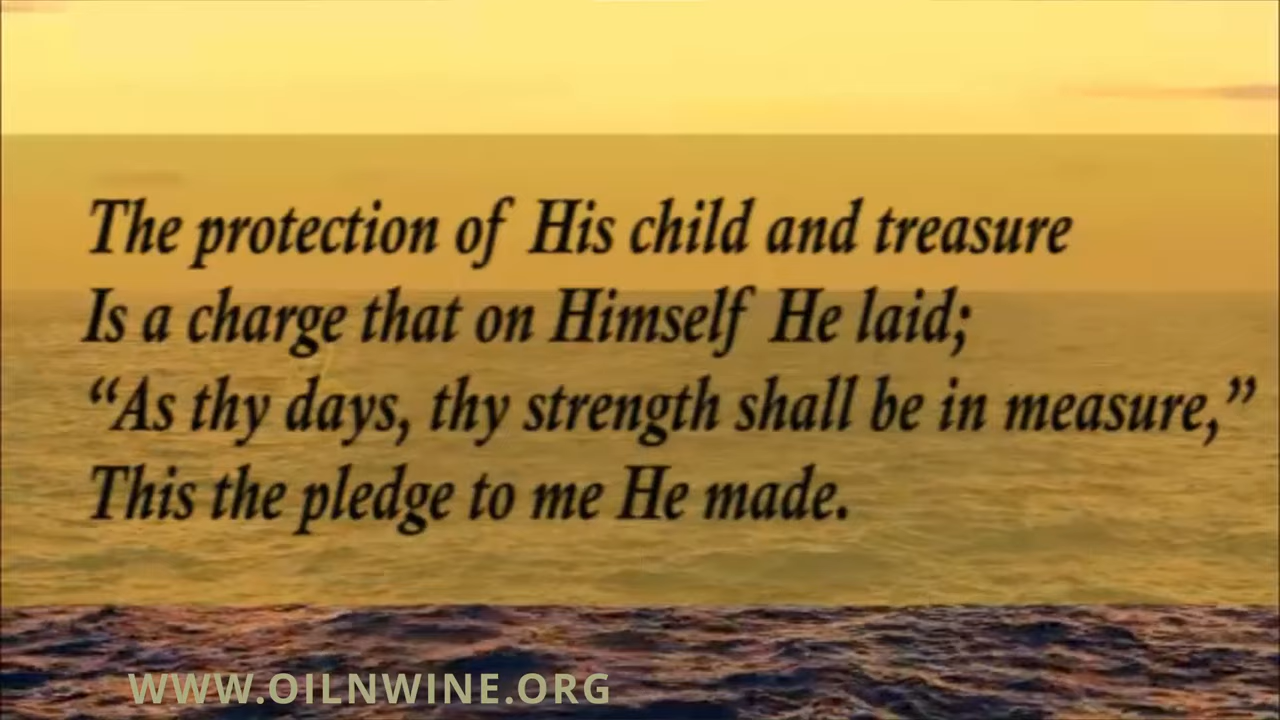 The protection of His child and treasure
Is a charge that on Himself He laid;
“As thy days, thy strength shall be in measure,”
This the pledge to me He made.
WWW.OILNWINE.ORG